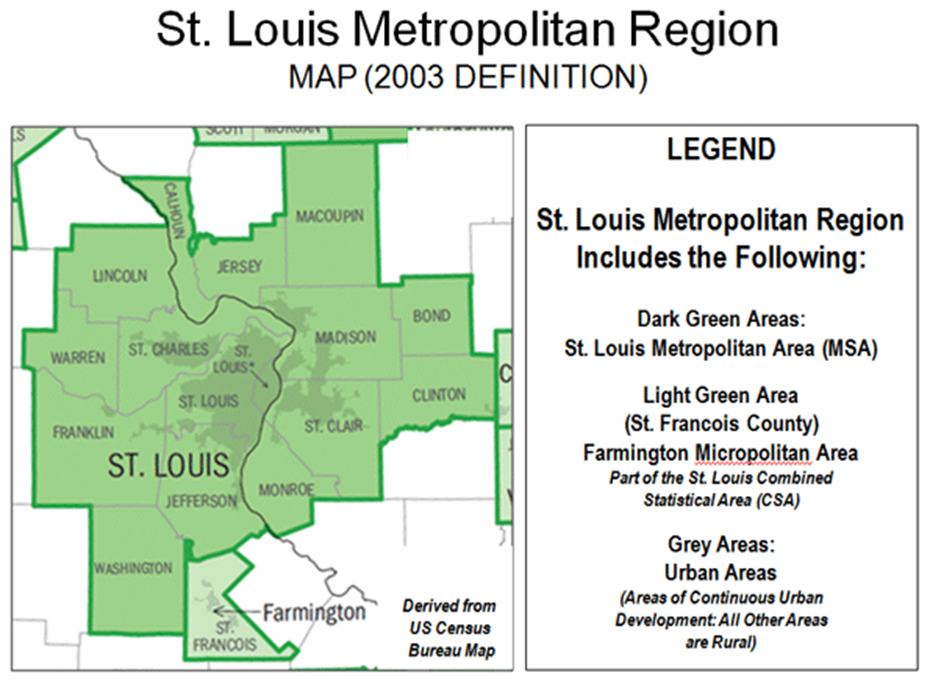 St. Louis Metropolitan Region
MAP (2003 DEFINITION)
LS
SCOTT
MORGAN
CALHOUN
MACOUPIN
LINCOLN
JERSEY
BOND
MADISON
ST. CHARLES
ST.
LOUIS
WARREN
C
CLINTON
ST. LOUIS
ST. CLAIR
FRANKLIN
ST. LOUIS
MONROE
JEFFERSON
WASHINGTON
Farmington
ST.
FRANCOIS
Derived from
US Census
Bureau Map
LEGEND
St. Louis Metropolitan Region
Includes the Following:
Dark Green Areas:
St. Louis Metropolitan Area (MSA)
Light Green Area
(St. Francois County)
Farmington Micropolitan Area
Part of the St. Louis Combined
Statistical Area (CSA)
Grey Areas:
Urban Areas
(Areas of Continuous Urban
Development: All Other Areas
are Rural)